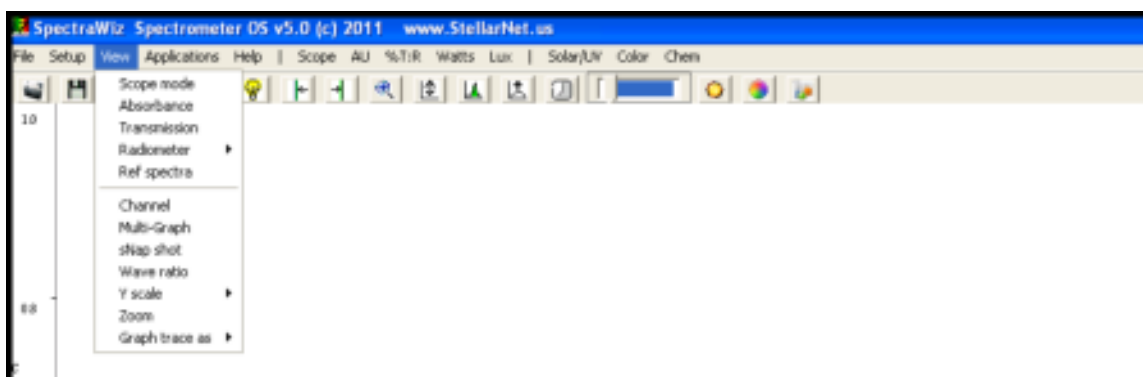 SpectraWiz Spectrometer OS v5.0 (c) 2011 www.StellarNet.us
File Setup View Applications Help | Scope AU %T:R Watts Lux | Solar/UV Color Chem
Scope mode
Absorbance
10
Transmission
Radiometer
Ref spectra
Channel
Multi-Graph
sNap shot
Wave ratio
Y scale
Zoom
Graph trace as